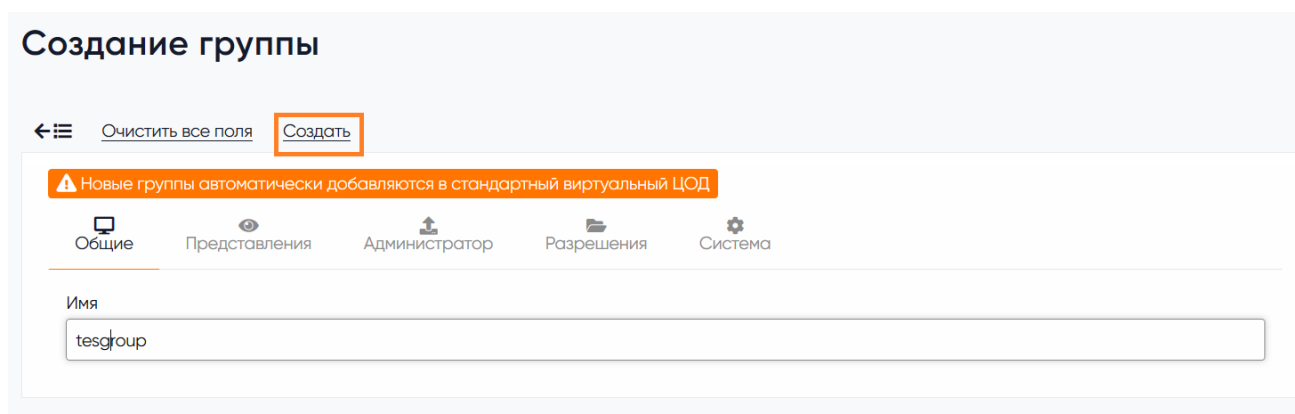 Создание группы
Очистить все поля Создать
Новые группы автоматически добавляются в стандартный виртуальный ЦОД
Общие Представления Администратор Разрешения Система
Имя
tesgroup